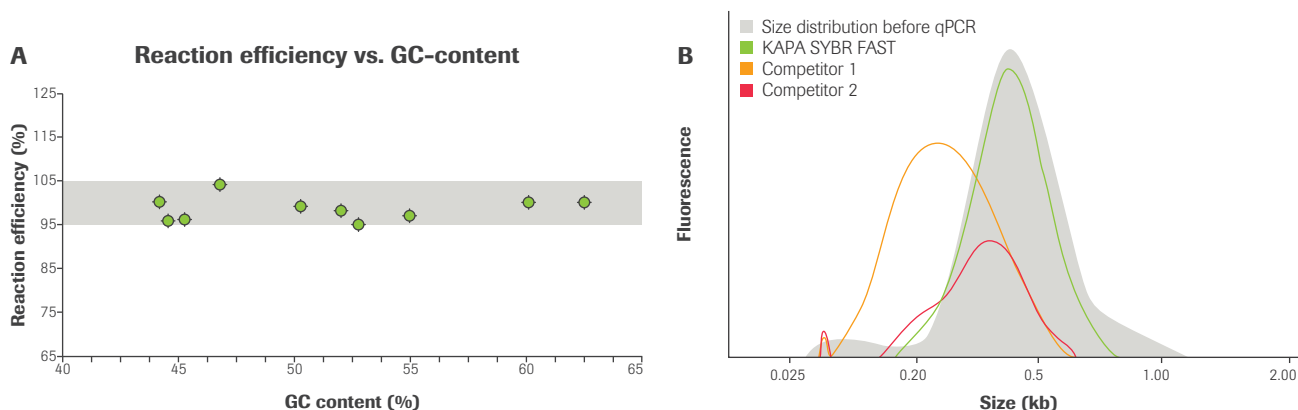 A
Reaction efficiency vs. GC-content
Reaction efficiency (%)
125
115
105
95
85
75
65
40
45
50
55
60
65
GC content (%)
B
Size distribution before qPCR
KAPA SYBR FAST
Competitor 1
Competitor 2
Fluorescence
0.025
0.20
0.5
1.00
2.00
Size (kb)